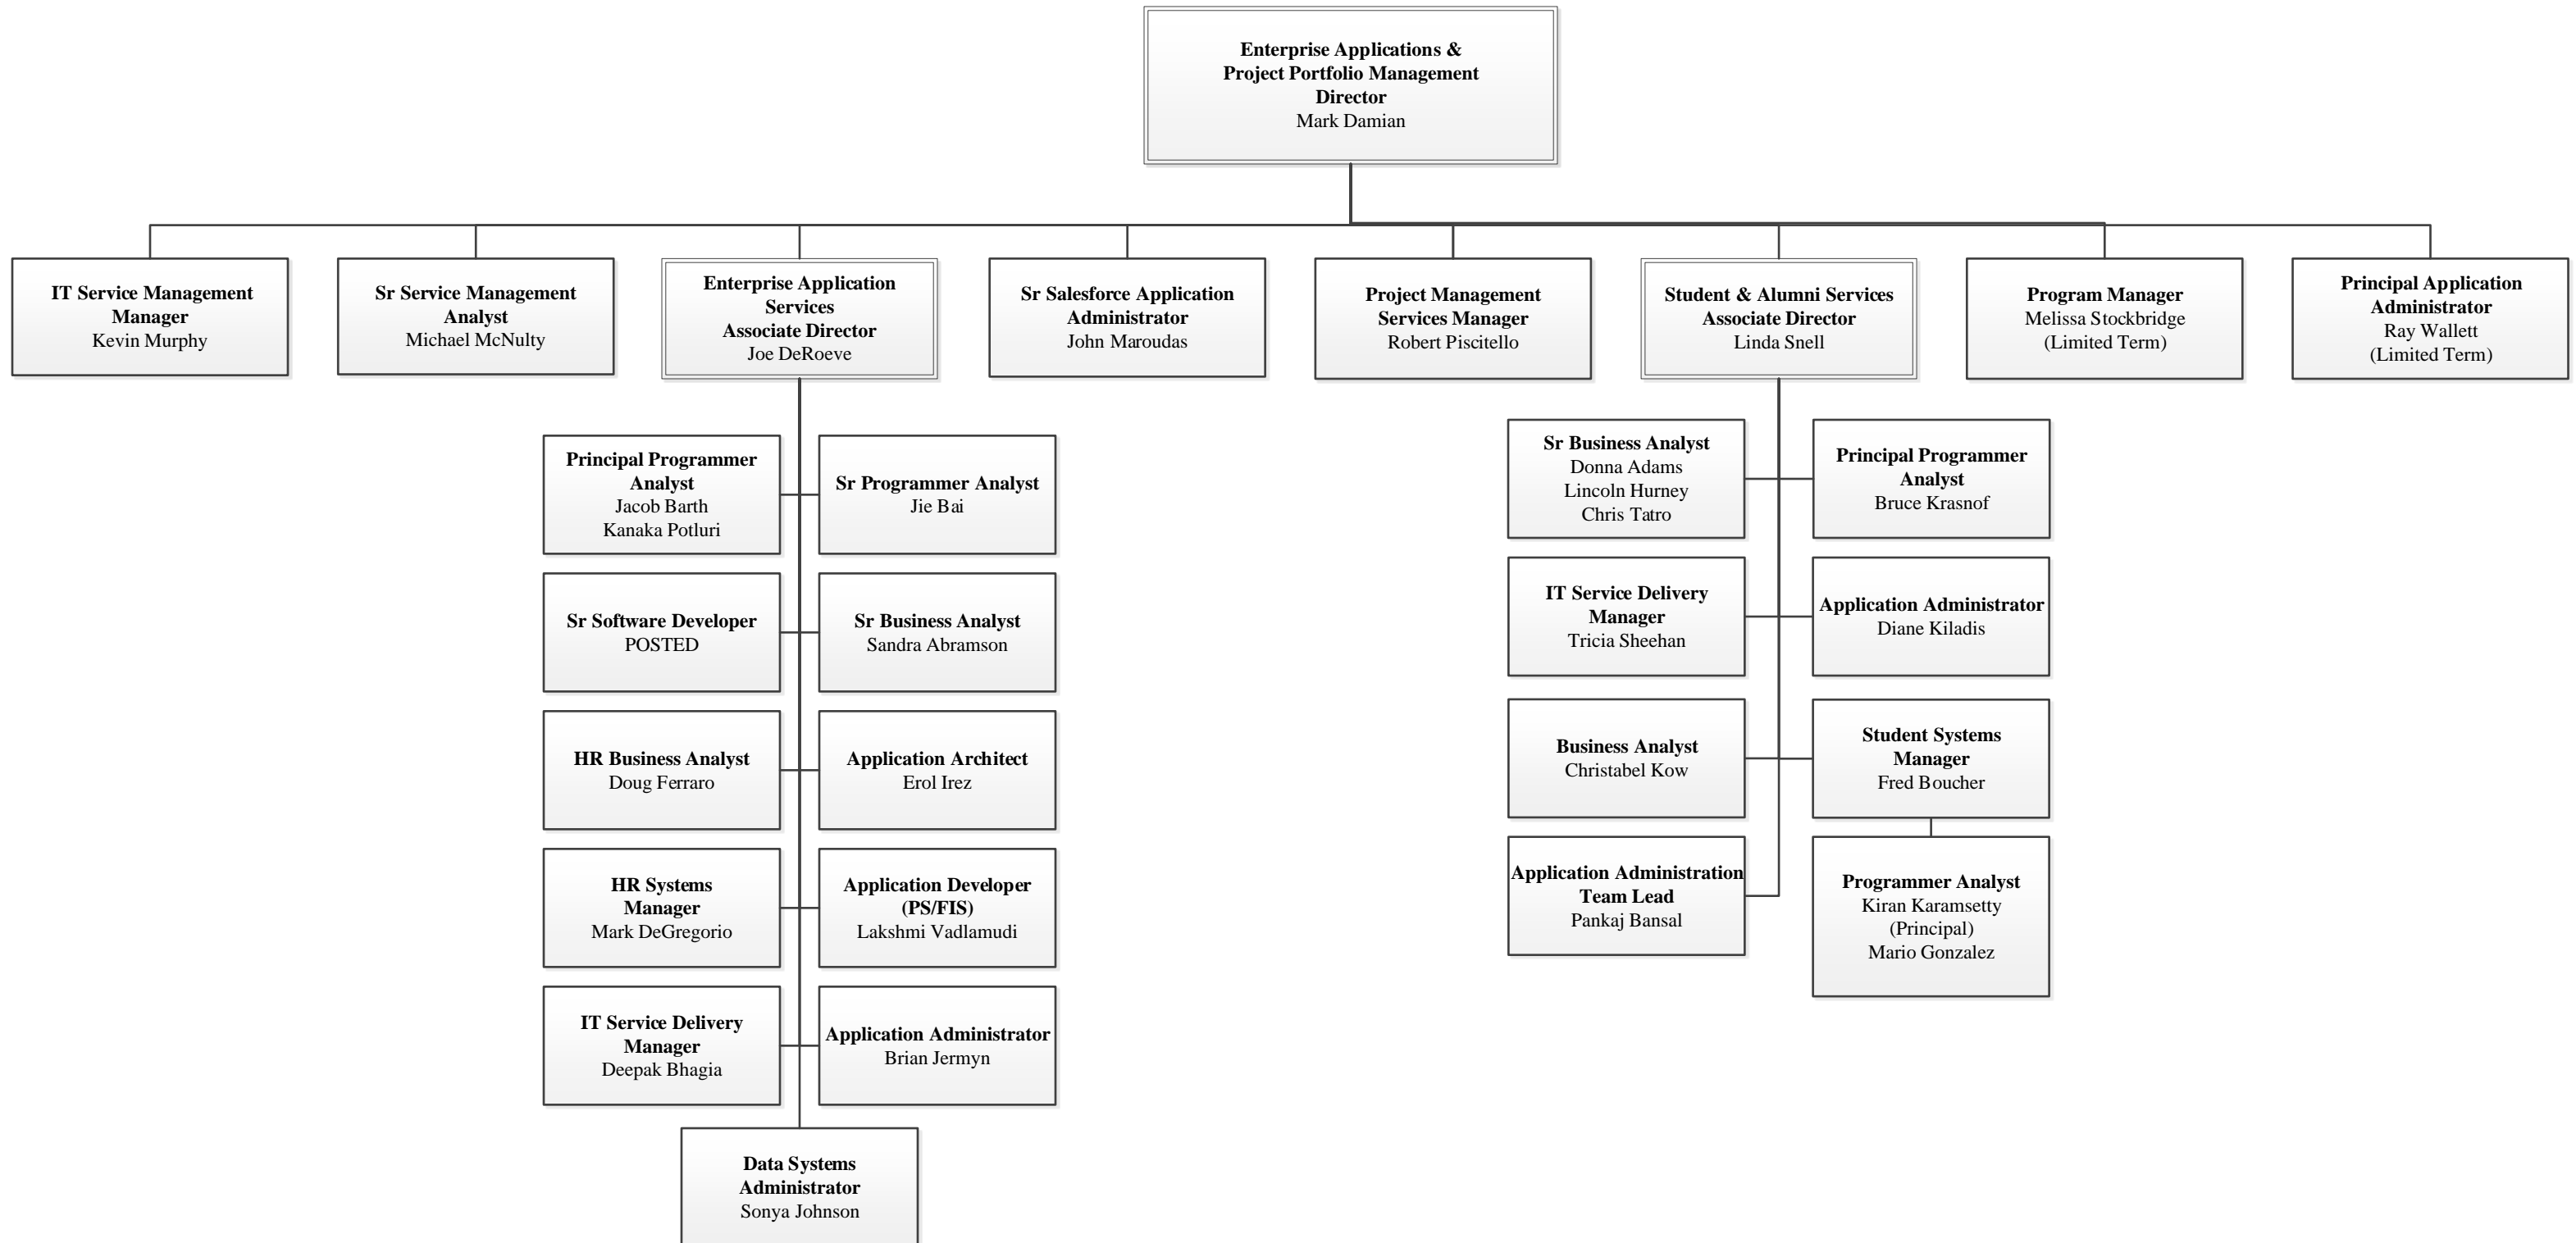 Enterprise Applications &
Project Portfolio Management
Director
Mark Damian
IT Service Management
Manager
Kevin Murphy
Sr Service Management
Analyst
Michael McNulty
Enterprise Application
Services
Associate Director
Joe DeRoeve
Sr Salesforce Application
Administrator
John Maroudas
Project Management
Services Manager
Robert Piscitello
Student & Alumni Services
Associate Director
Linda Snell
Program Manager
Melissa Stockbridge
(Limited Term)
Principal Application
Administrator
Ray Wallett
(Limited Term)
Principal Programmer
Analyst
Jacob Barth
Kanaka Potluri
Sr Programmer Analyst
Jie Bai
Sr Software Developer
POSTED
Sr Business Analyst
Sandra Abramson
HR Business Analyst
Doug Ferraro
Application Architect
Erol Irez
HR Systems
Manager
Mark DeGregorio
Application Developer
(PS/FIS)
Lakshmi Vadlamudi
IT Service Delivery
Manager
Deepak Bhagia
Application Administrator
Brian Jermyn
Data Systems
Administrator
Sonya Johnson
Sr Business Analyst
Donna Adams
Lincoln Hurney
Chris Tatro
Principal Programmer
Analyst
Bruce Krasnof
IT Service Delivery
Manager
Tricia Sheehan
Application Administrator
Diane Kiladis
Business Analyst
Christabel Kow
Student Systems
Manager
Fred Boucher
Application Administration
Team Lead
Pankaj Bansal
Programmer Analyst
Kiran Karamsetty
(Principal)
Mario Gonzalez